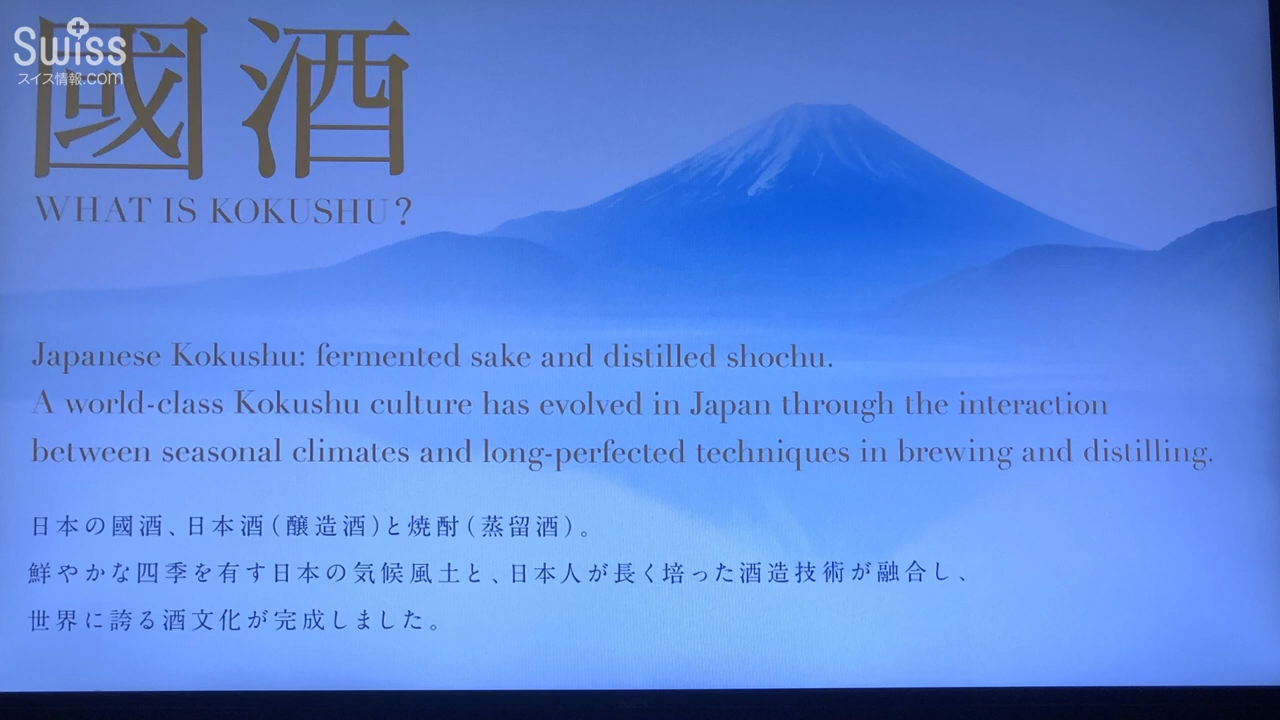 Swiss
スイス情報.com
國酒
WHAT IS KOKUSHU?
Japanese Kokushu: fermented sake and distilled shochu.
A world-class Kokushu culture has evolved in Japan through the interaction
between seasonal climates and long-perfected techniques in brewing and distilling.
日本の國酒、日本酒(醸造酒)と焼酎(蒸留酒)。
鮮やかな四季を有す日本の気候風土と、日本人が長く培った酒造技術が融合し、
世界に誇る酒文化が完成しました。